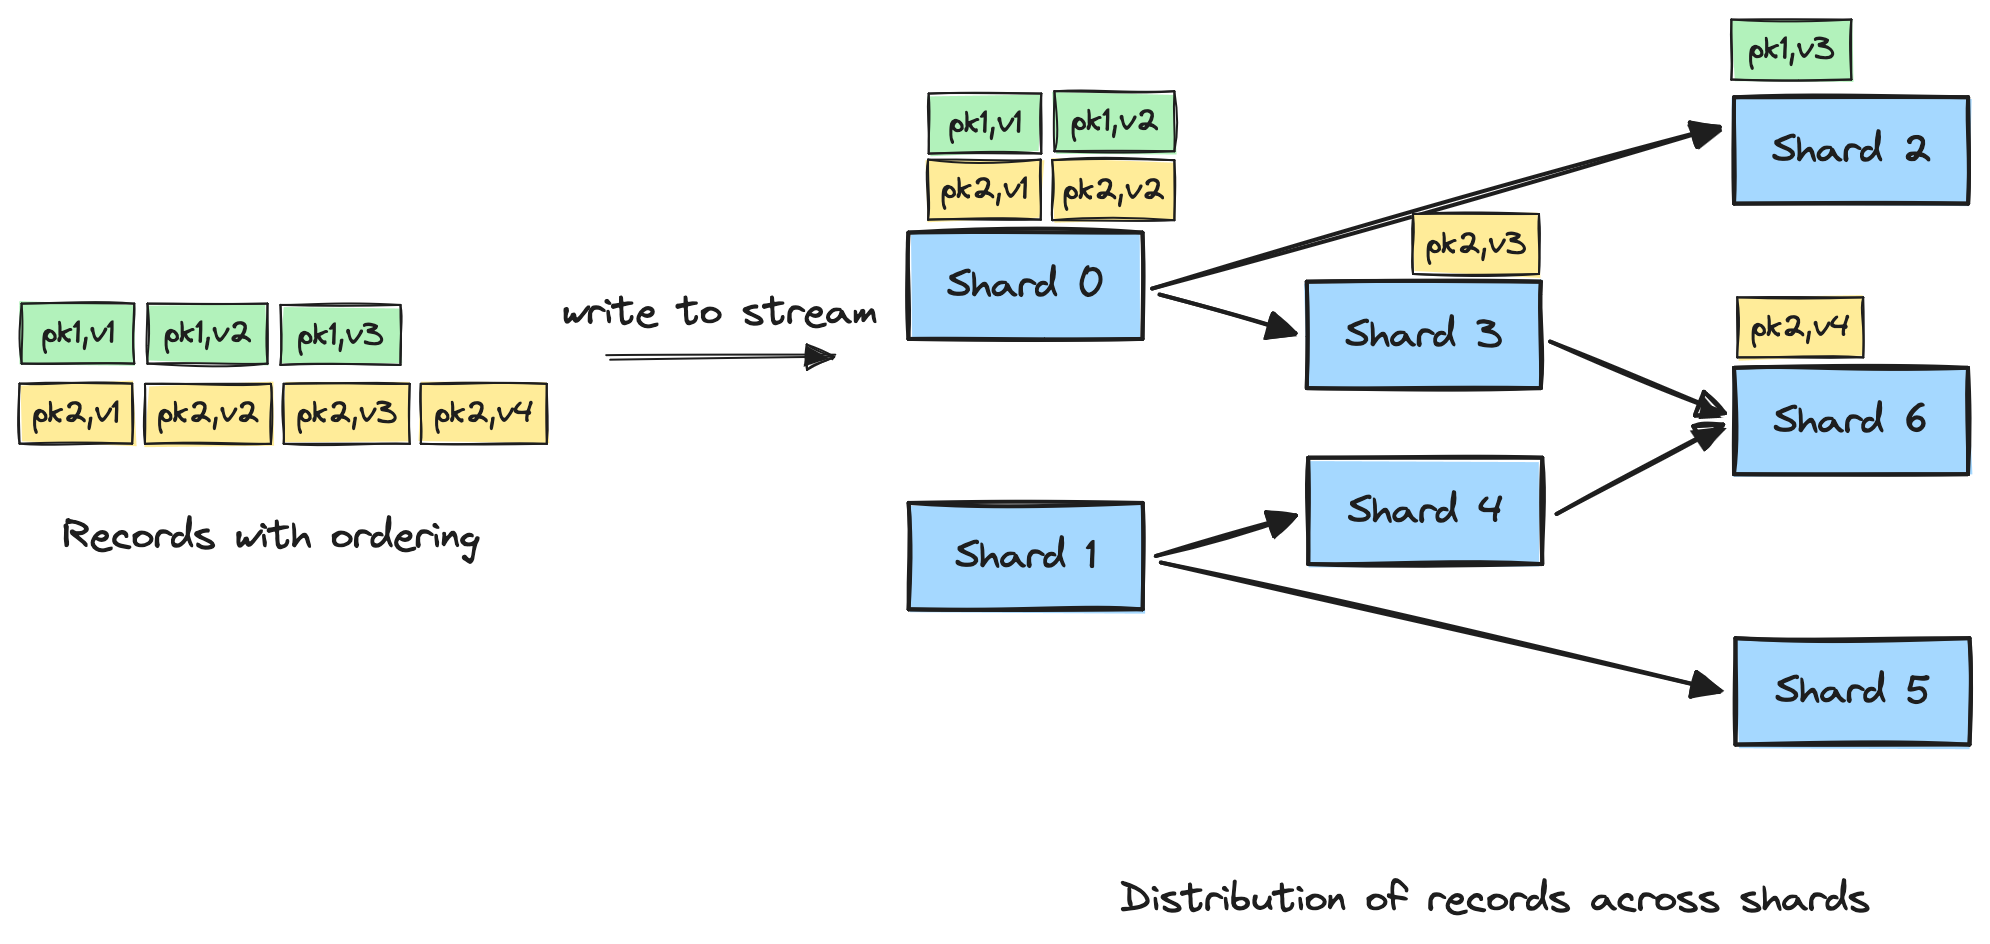 pk1,v3
Shard 2
pk1,v1 pk1,v2
pk2,v1 pk2,v2
Shard 0
pk2,v3
Shard 3
write to stream
pk1,v1 pk1,v2 pk1,v3
pk2,v1 pk2,v2 pk2,v3 pk2,v4
Records with ordering
pk2,v4
Shard 6
Shard 4
Shard 1
Shard 5
Distribution of records across shards